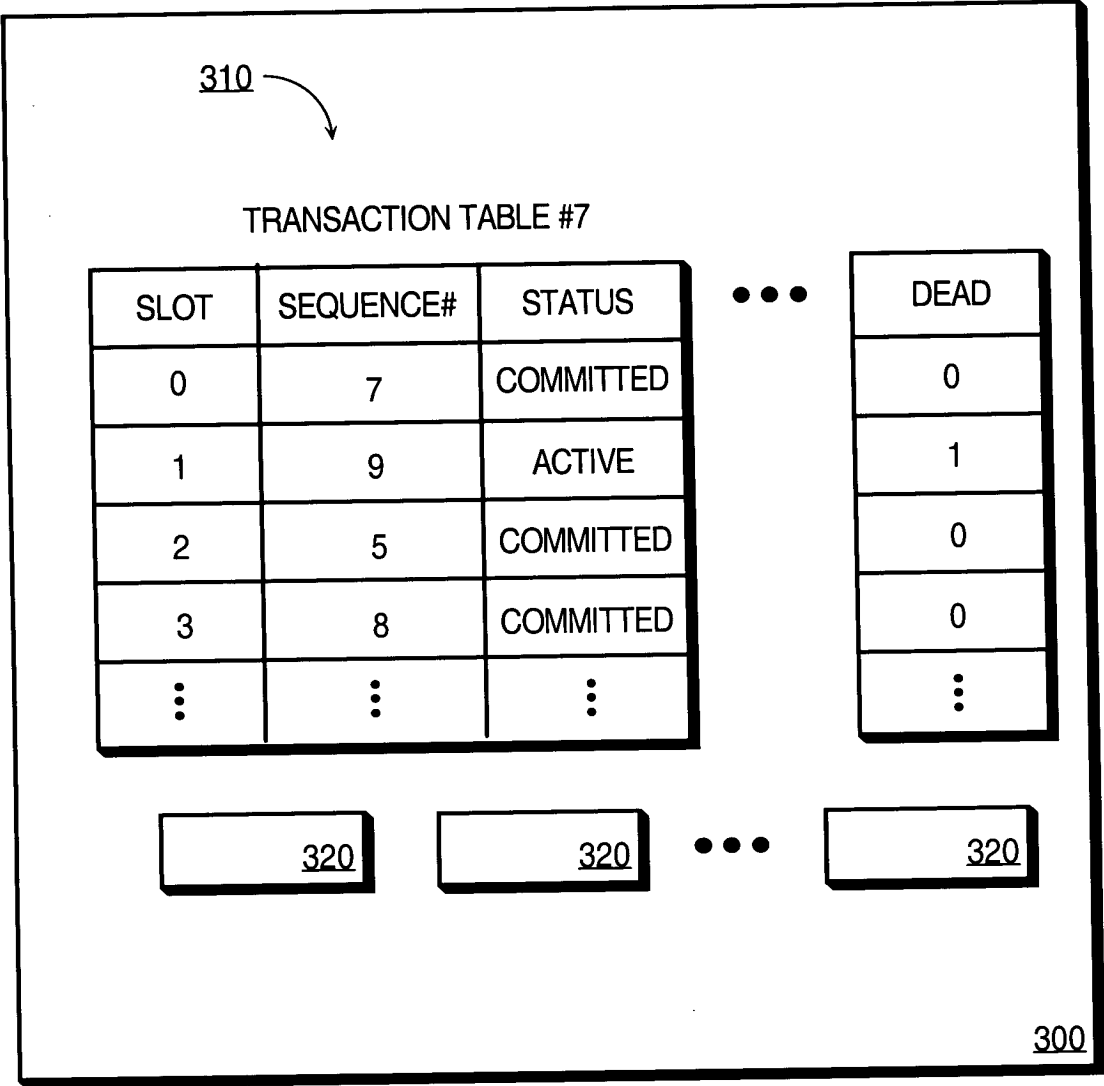 310
TRANSACTION TABLE #7
SLOT SEQUENCE# STATUS ••• DEAD
0 7 COMMITTED 0
1 9 ACTIVE 1
2 5 COMMITTED 0
3 8 COMMITTED 0
320 320 ••• 320
300